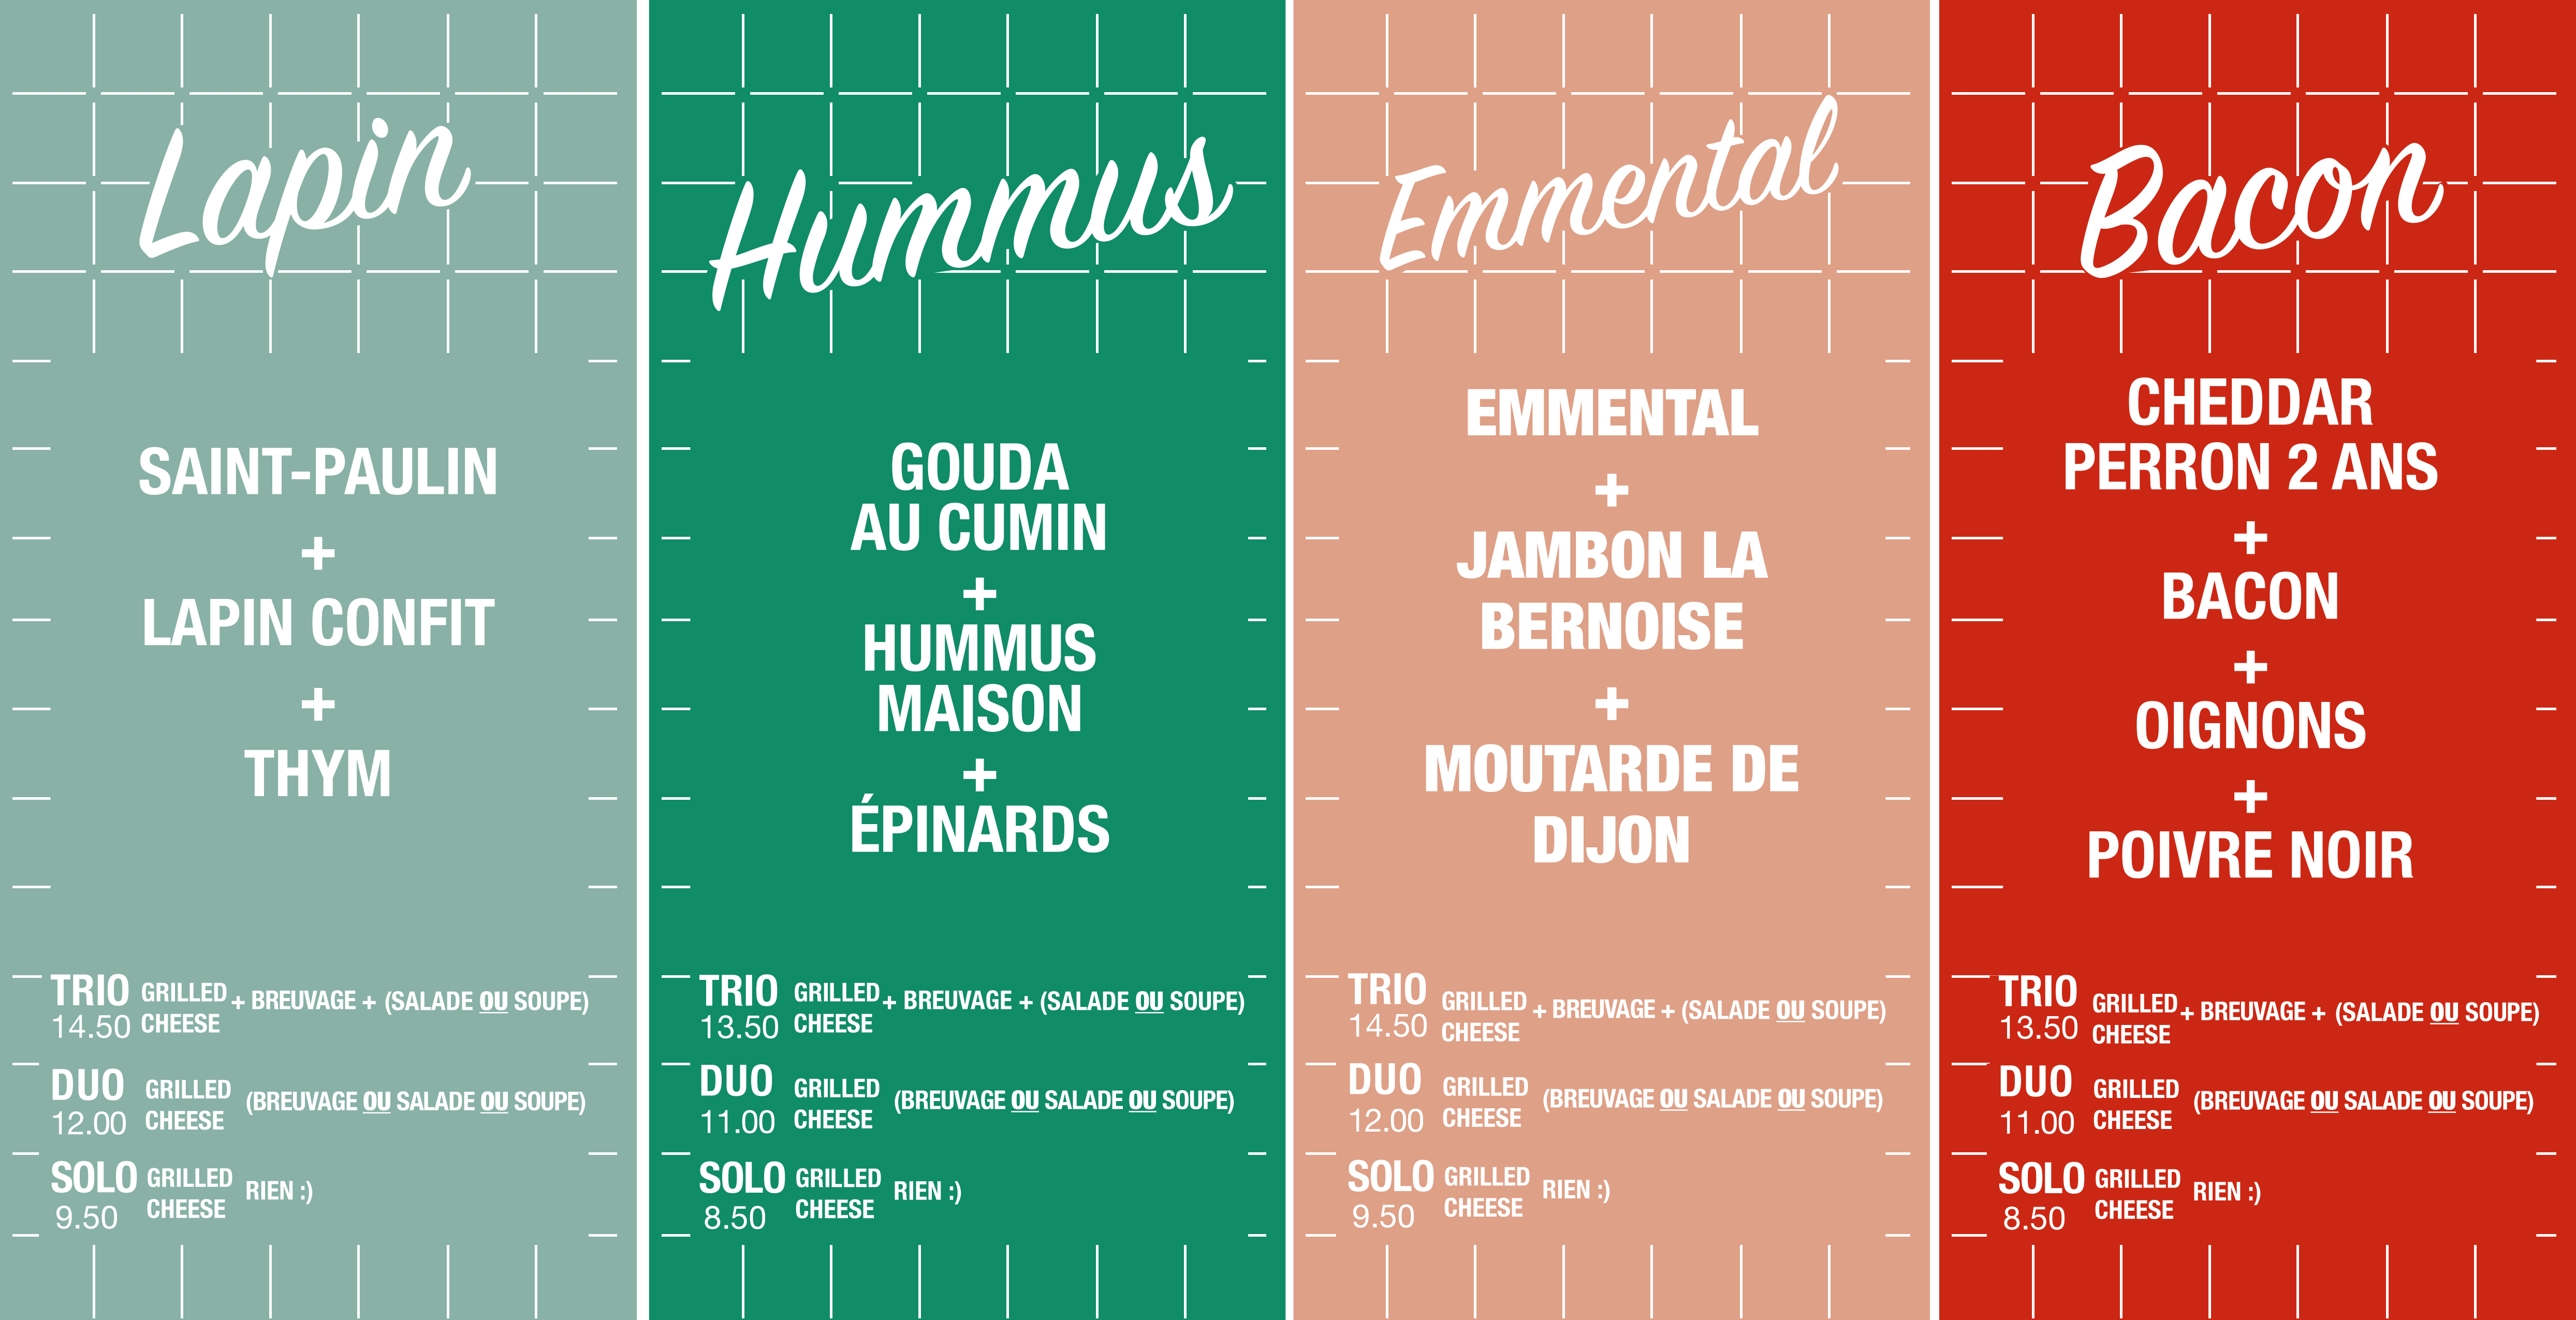 Lapin
SAINT-PAULIN
+
LAPIN CONFIT
+
THYM
TRIO GRILLED + BREUVAGE + (SALADE OU SOUPE)
14.50 CHEESE
DUO GRILLED (BREUVAGE OU SALADE OU SOUPE)
12.00 CHEESE
SOLO GRILLED RIEN :)
9.50 CHEESE
Hummus
GOUDA
AU CUMIN
+
HUMMUS
MAISON
+
ÉPINARDS
TRIO GRILLED + BREUVAGE + (SALADE OU SOUPE)
13.50 CHEESE
DUO GRILLED (BREUVAGE OU SALADE OU SOUPE)
11.00 CHEESE
SOLO GRILLED RIEN :)
8.50 CHEESE
Emmental
EMMENTAL
+
JAMBON LA
BERNOISE
+
MOUTARDE DE
DIJON
TRIO GRILLED + BREUVAGE + (SALADE OU SOUPE)
14.50 CHEESE
DUO GRILLED (BREUVAGE OU SALADE OU SOUPE)
12.00 CHEESE
SOLO GRILLED RIEN :)
9.50 CHEESE
Bacon
CHEDDAR
PERRON 2 ANS
+
BACON
+
OIGNONS
+
POIVRE NOIR
TRIO GRILLED + BREUVAGE + (SALADE OU SOUPE)
13.50 CHEESE
DUO GRILLED (BREUVAGE OU SALADE OU SOUPE)
11.00 CHEESE
SOLO GRILLED RIEN :)
8.50 CHEESE